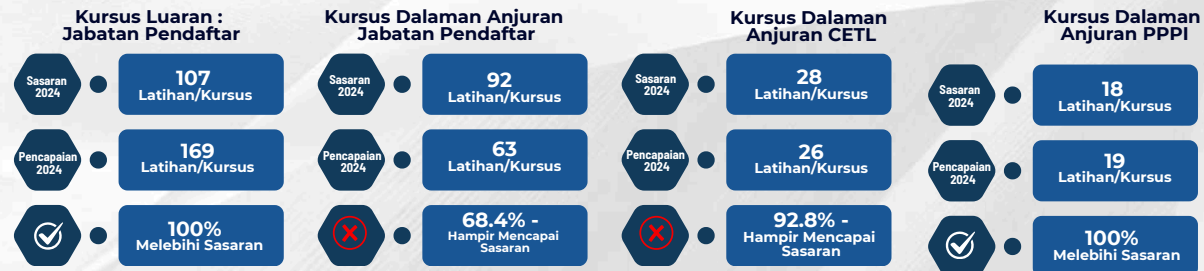 Kursus Luaran :
Jabatan Pendaftar
Sasaran
2024
107
Latihan/Kursus
Pencapaian
2024
169
Latihan/Kursus
100%
Melebihi Sasaran
Kursus Dalaman Anjuran
Jabatan Pendaftar
Sasaran
2024
92
Latihan/Kursus
Pencapaian
2024
63
Latihan/Kursus
68.4% -
Hampir Mencapai
Sasaran
Kursus Dalaman
Anjuran CETL
Sasaran
2024
28
Latihan/Kursus
Pencapaian
2024
26
Latihan/Kursus
92.8% -
Hampir Mencapai
Sasaran
Kursus Dalaman
Anjuran PPPI
Sasaran
2024
18
Latihan/Kursus
Pencapaian
2024
19
Latihan/Kursus
100%
Melebihi Sasaran